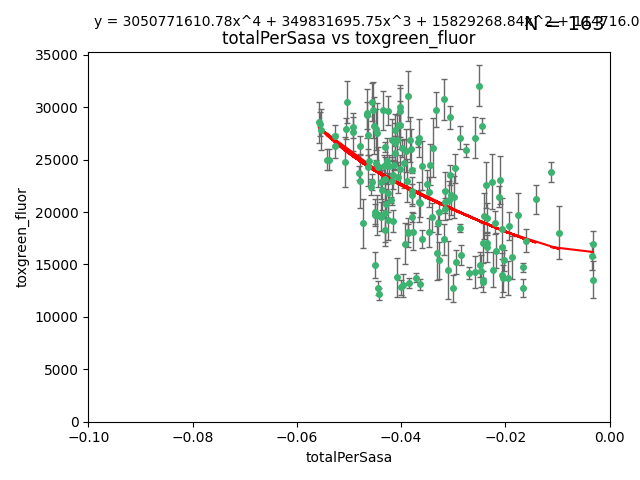 y = 3050771610.78x^4 + 349831695.75x^3 + 15829268.84x^2 +
N = 163
totalPerSasa vs toxgreen_fluor
35000
30000
25000
20000
15000
10000
5000
0
toxgreen_fluor
−0.10 −0.08 −0.06 −0.04 −0.02 0.00
totalPerSasa